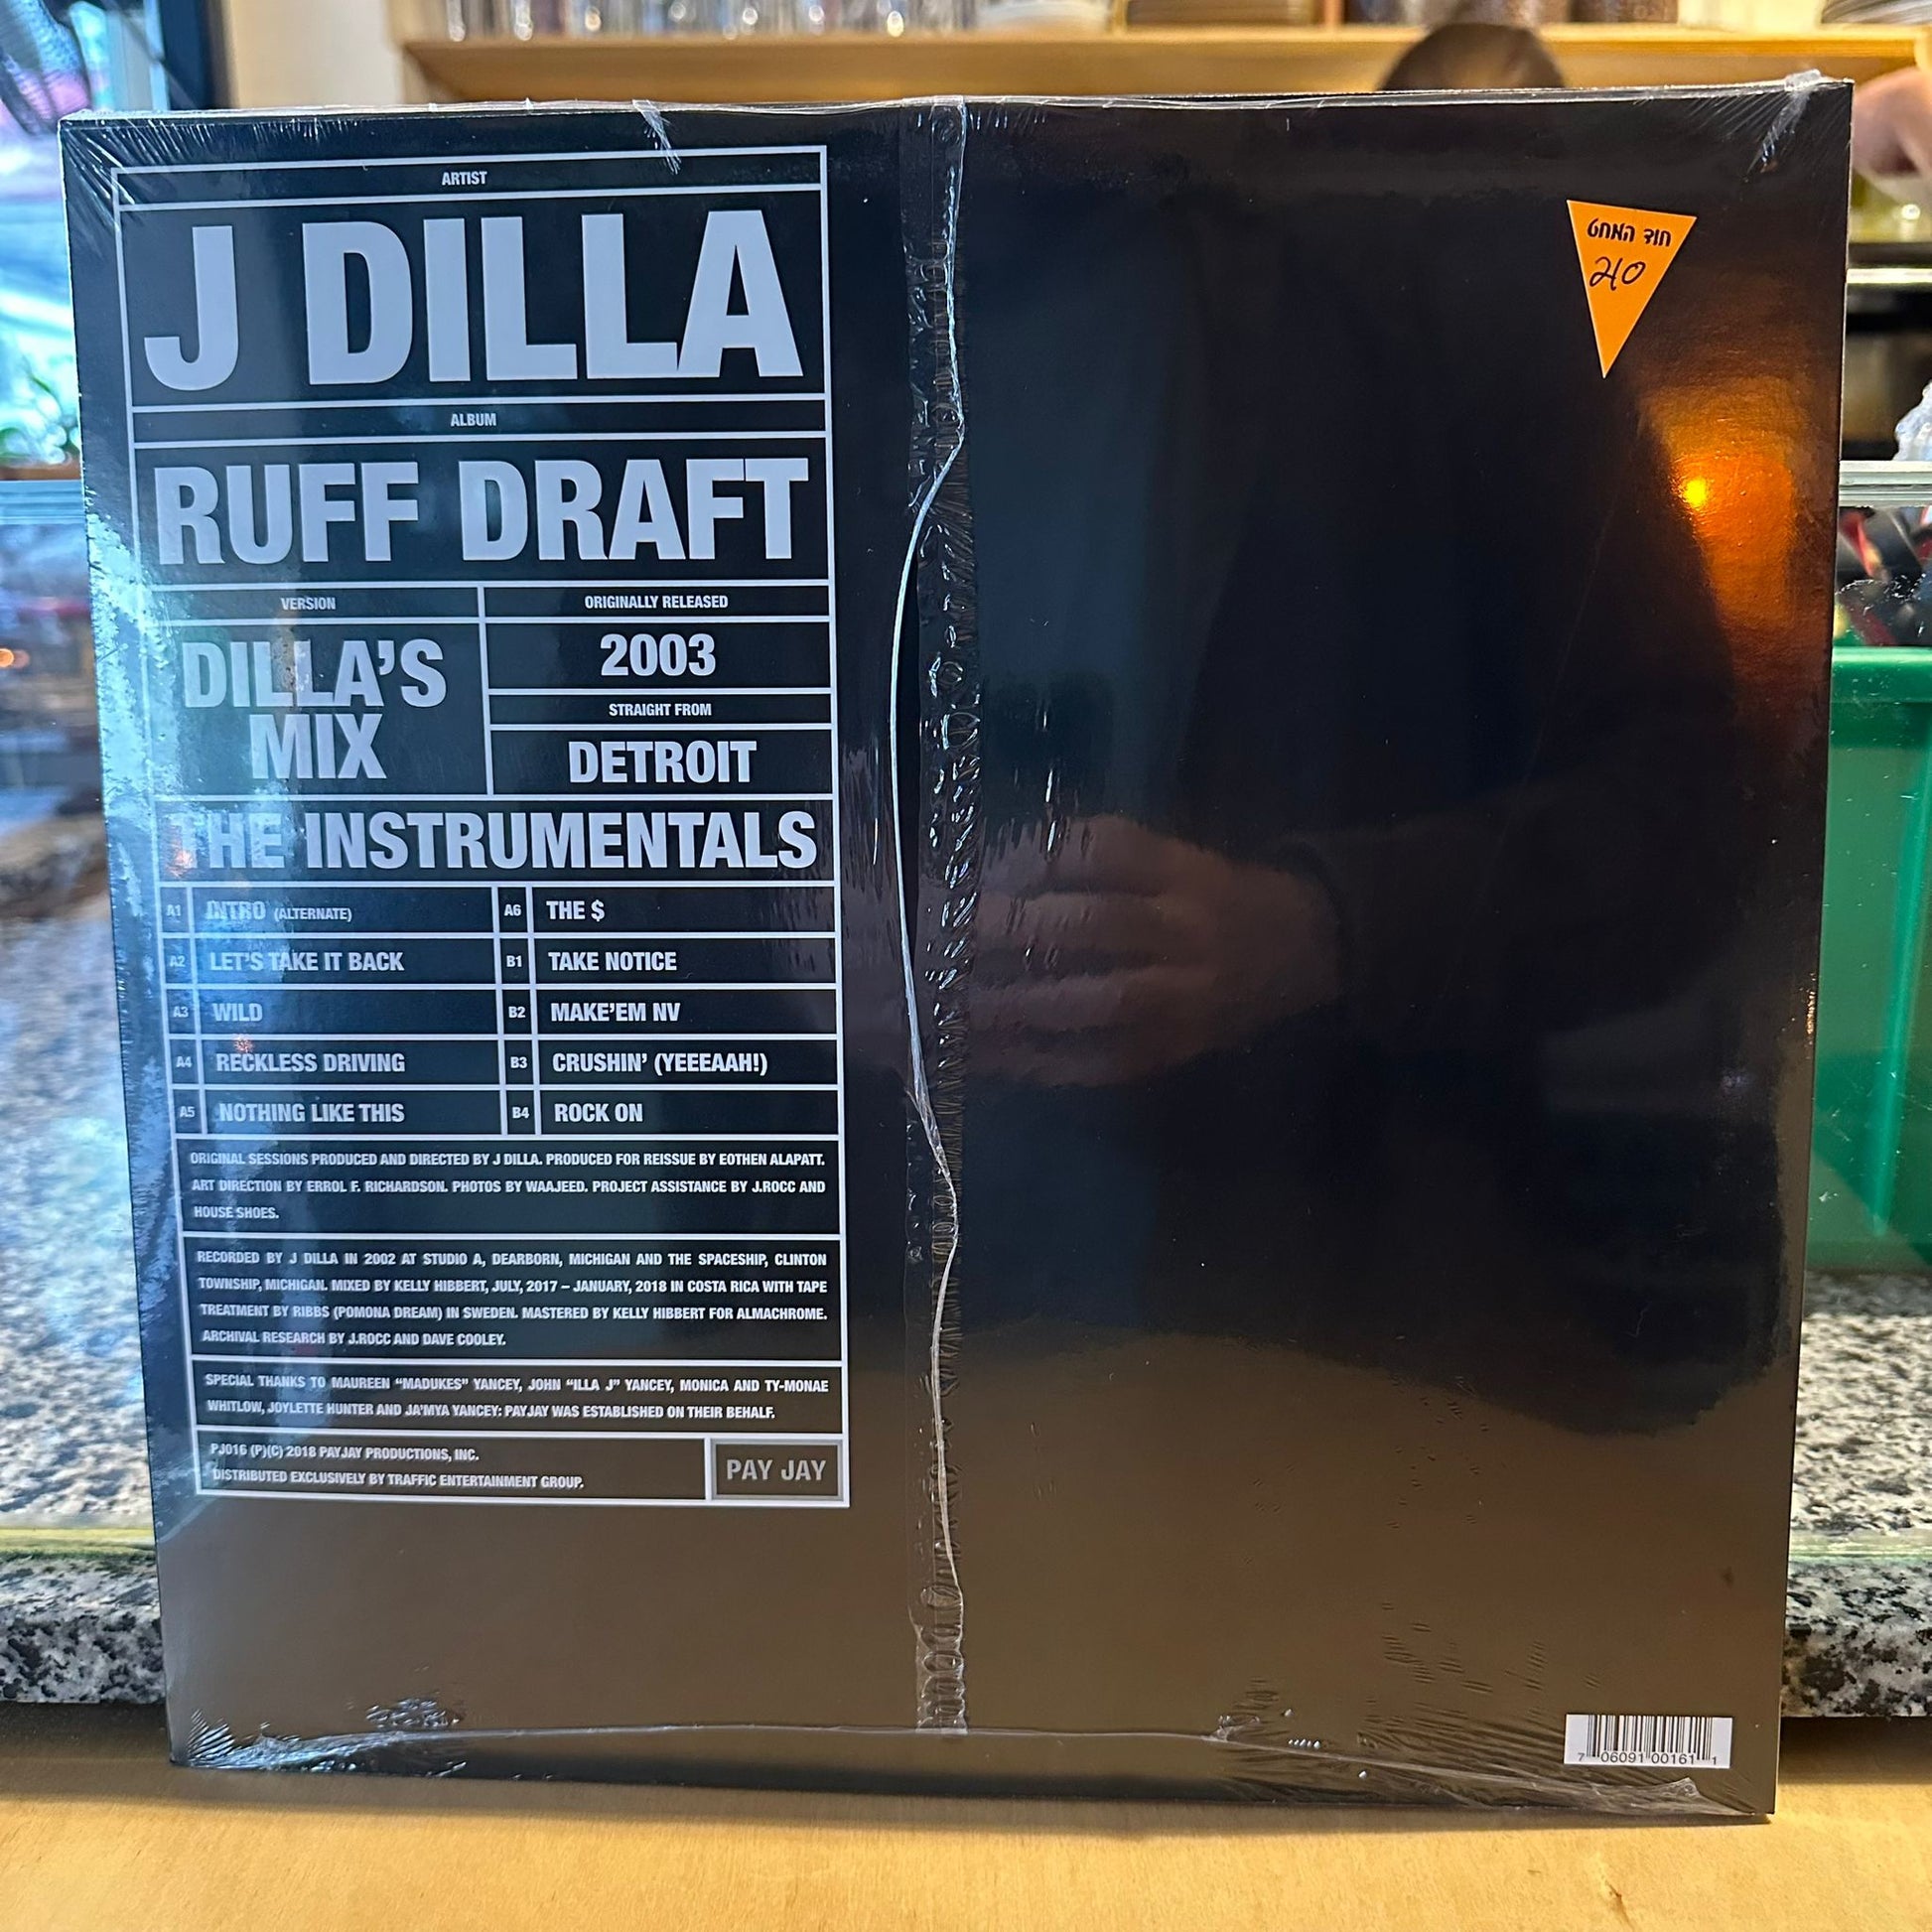 ARTIST
J DILLA
ALBUM
RUFF DRAFT
VERSION
DILLA'S
MIX
ORIGINALLY RELEASED
2003
STRAIGHT FROM
DETROIT
THE INSTRUMENTALS
A1 INTRO (ALTERNATE)
A2 LET'S TAKE IT BACK
A3 WILD
A4 RECKLESS DRIVING
A5 NOTHING LIKE THIS
A6 THE $
B1 TAKE NOTICE
B2 MAKE'EM NV
B3 CRUSHIN' (YEEEAAH!)
B4 ROCK ON
ORIGINAL SESSIONS PRODUCED AND DIRECTED BY J DILLA. PRODUCED FOR REISSUE BY EOTHEN ALAPATT.
ART DIRECTION BY ERROL F. RICHARDSON. PHOTOS BY WAAJEED. PROJECT ASSISTANCE BY J.ROCC AND
HOUSE SHOES.
RECORDED BY J DILLA IN 2002 AT STUDIO A, DEARBORN, MICHIGAN AND THE SPACESHIP, CLINTON
TOWNSHIP, MICHIGAN. MIXED BY KELLY HIBBERT, JULY, 2017 – JANUARY, 2018 IN COSTA RICA WITH TAPE
TREATMENT BY RIBBS (POMONA DREAM) IN SWEDEN. MASTERED BY KELLY HIBBERT FOR ALMACHROME.
ARCHIVAL RESEARCH BY J.ROCC AND DAVE COOLEY.
SPECIAL THANKS TO MAUREEN "MADUKES" YANCEY, JOHN "ILLA J" YANCEY, MONICA AND TY-MONAE
WHITLOW, JOYLETTE HUNTER AND JA'MYA YANCEY: PAYJAY WAS ESTABLISHED ON THEIR BEHALF.
PJ016 (P)(C) 2018 PAYJAY PRODUCTIONS, INC.
DISTRIBUTED EXCLUSIVELY BY TRAFFIC ENTERTAINMENT GROUP.
PAY JAY
חוד המחט
210
7 06091 00161 1